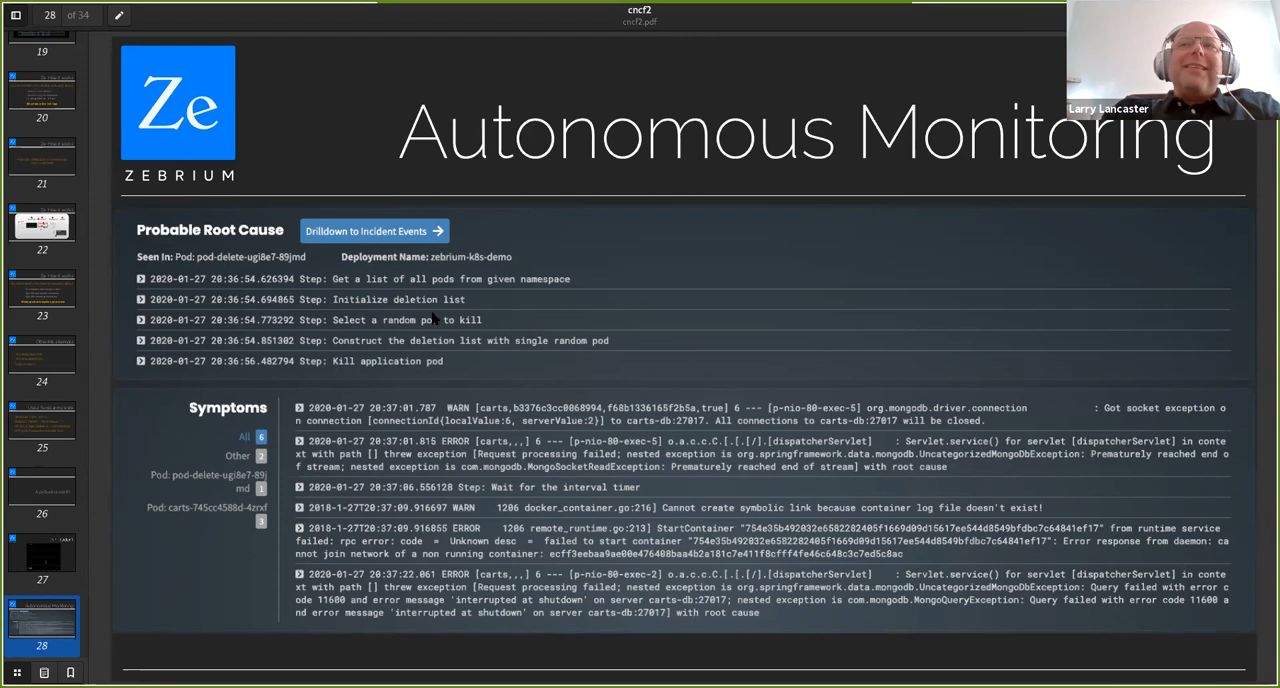 28 of 34
cncf2
cncf2.pdf
Larry Lancaster
19
20
21
22
23
24
25
26
27
Autonomous Monitoring
28
Ze
ZEBRIUM
Autonomous Monitoring
Probable Root Cause
Drilldown to Incident Events
Seen In: Pod: pod-delete-ugi8e7-89jmd Deployment Name: zebrium-k8s-demo
2020-01-27 20:36:54.626394 Step: Get a list of all pods from given namespace
2020-01-27 20:36:54.694865 Step: Initialize deletion list
2020-01-27 20:36:54.773292 Step: Select a random pod to kill
2020-01-27 20:36:54.851302 Step: Construct the deletion list with single random pod
2020-01-27 20:36:56.482794 Step: Kill application pod
Symptoms
All 6
Other 2
Pod: pod-delete-ugi8e7-89j
md 1
Pod: carts-745cc4588d-4zrxf
3
2020-01-27 20:37:01.787 WARN [carts,b3376c3cc0068994,f68b1336165f2b5a,true] 6 --- [p-nio-80-exec-5] org.mongodb.driver.connection : Got socket exception o
n connection [connectionId{localValue:6, serverValue:2}] to carts-db:27017. All connections to carts-db:27017 will be closed.
2020-01-27 20:37:01.815 ERROR [carts,,,] 6 --- [p-nio-80-exec-5] o.a.c.c.C.[.[.[/].[dispatcherServlet] : Servlet.service() for servlet [dispatcherServlet] in conte
xt with path [] threw exception [Request processing failed; nested exception is org.springframework.data.mongodb.UncategorizedMongoDbException: Prematurely reached end o
f stream; nested exception is com.mongodb.MongoSocketReadException: Prematurely reached end of stream] with root cause
2020-01-27 20:37:06.556128 Step: Wait for the interval timer
2018-1-27T20:37:09.916697 WARN 1206 docker_container.go:216] Cannot create symbolic link because container log file doesn't exist!
2018-1-27T20:37:09.916855 ERROR 1206 remote_runtime.go:213] StartContainer "754e35b492032e6582282405f1669d09d15617ee544d8549bfdbc7c64841ef17" from runtime service
failed: rpc error: code = Unknown desc = failed to start container "754e35b492032e6582282405f1669d09d15617ee544d8549bfdbc7c64841ef17": Error response from daemon: ca
nnot join network of a non running container: ecff3eebaa9ae00e476408baa4b2a181c7e411f8cfff4fe46c648c3c7ed5c8ac
2020-01-27 20:37:22.061 ERROR [carts,,,] 6 --- [p-nio-80-exec-2] o.a.c.c.C.[.[.[/].[dispatcherServlet] : Servlet.service() for servlet [dispatcherServlet] in conte
xt with path [] threw exception [Request processing failed; nested exception is org.springframework.data.mongodb.UncategorizedMongoDbException: Query failed with error c
ode 11600 and error message 'interrupted at shutdown' on server carts-db:27017; nested exception is com.mongodb.MongoQueryException: Query failed with error code 11600 a
nd error message 'interrupted at shutdown' on server carts-db:27017] with root cause